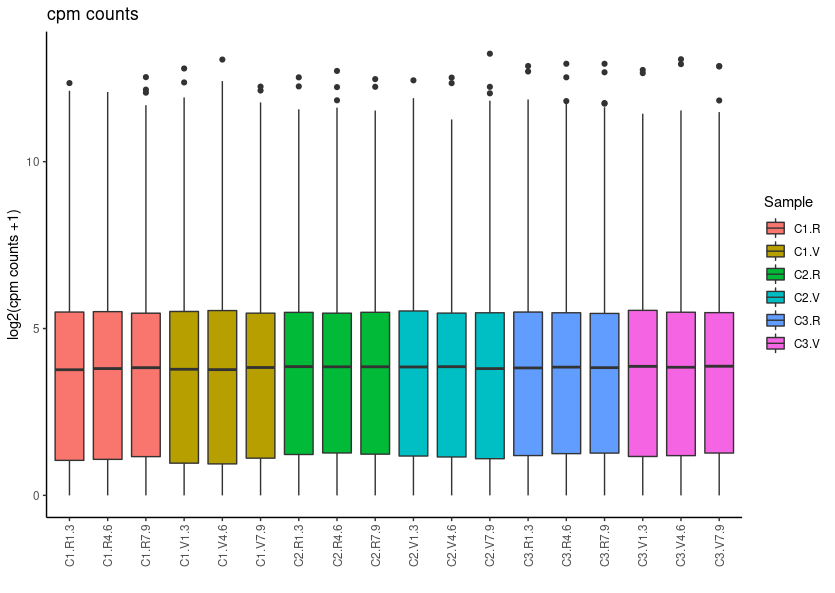 cpm counts
log2(cpm counts +1)
10
5
0
C1.R1.3
C1.R4.6
C1.R7.9
C1.V1.3
C1.V4.6
C1.V7.9
C2.R1.3
C2.R4.6
C2.R7.9
C2.V1.3
C2.V4.6
C2.V7.9
C3.R1.3
C3.R4.6
C3.R7.9
C3.V1.3
C3.V4.6
C3.V7.9
Sample
C1.R
C1.V
C2.R
C2.V
C3.R
C3.V